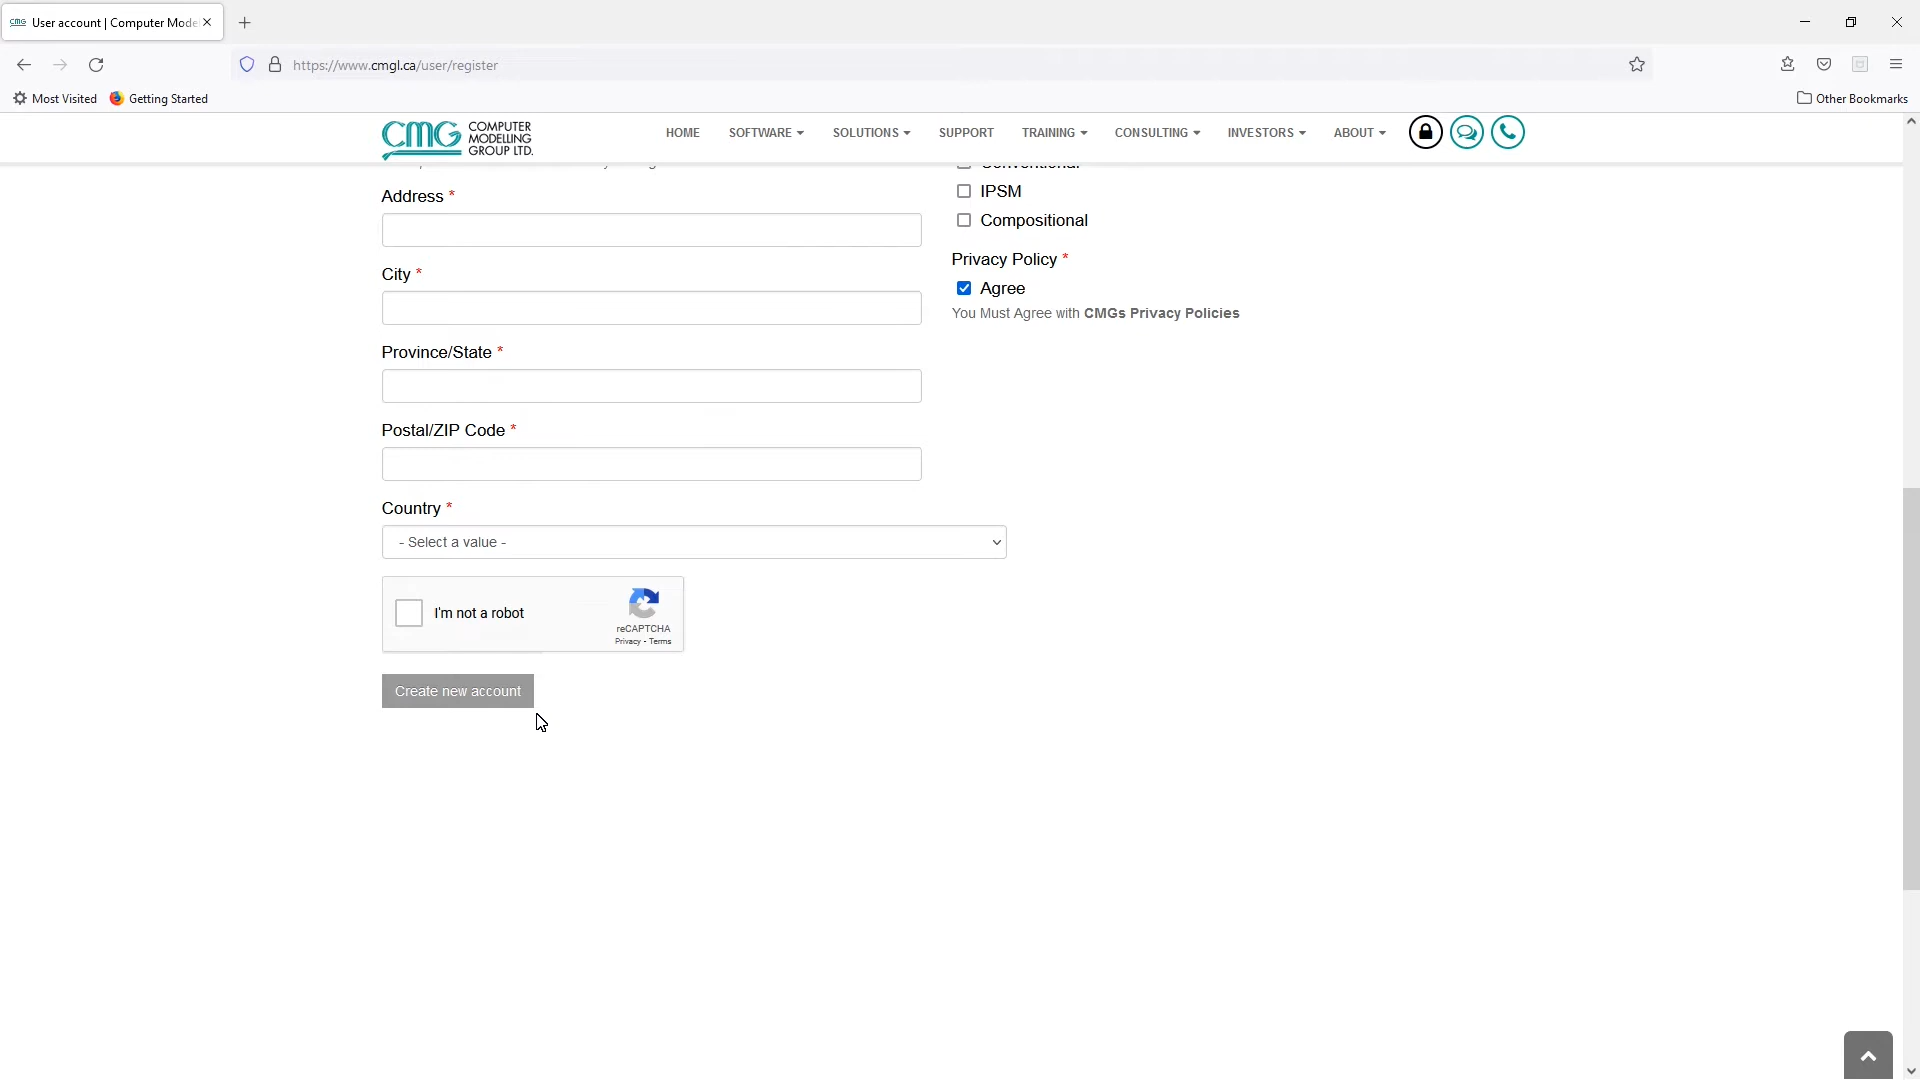 CMG User account | Computer Mode
https://www.cmgl.ca/user/register
Most Visited
Getting Started
Other Bookmarks
CMG COMPUTER
MODELLING
GROUP LTD.
HOME SOFTWARE SOLUTIONS SUPPORT TRAINING CONSULTING INVESTORS ABOUT
Conventional
IPSM
Compositional
Privacy Policy *
Agree
You Must Agree with CMGs Privacy Policies
Address *
City *
Province/State *
Postal/ZIP Code *
Country *
- Select a value -
I'm not a robot
reCAPTCHA
Privacy - Terms
Create new account